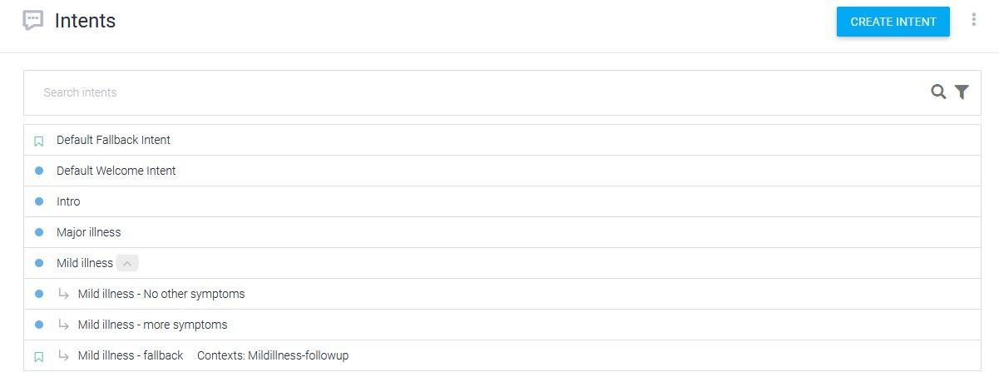 Intents
CREATE INTENT
Search intents
Default Fallback Intent
Default Welcome Intent
Intro
Major illness
Mild illness
Mild illness - No other symptoms
Mild illness - more symptoms
Mild illness - fallback Contexts: Mildillness-followup